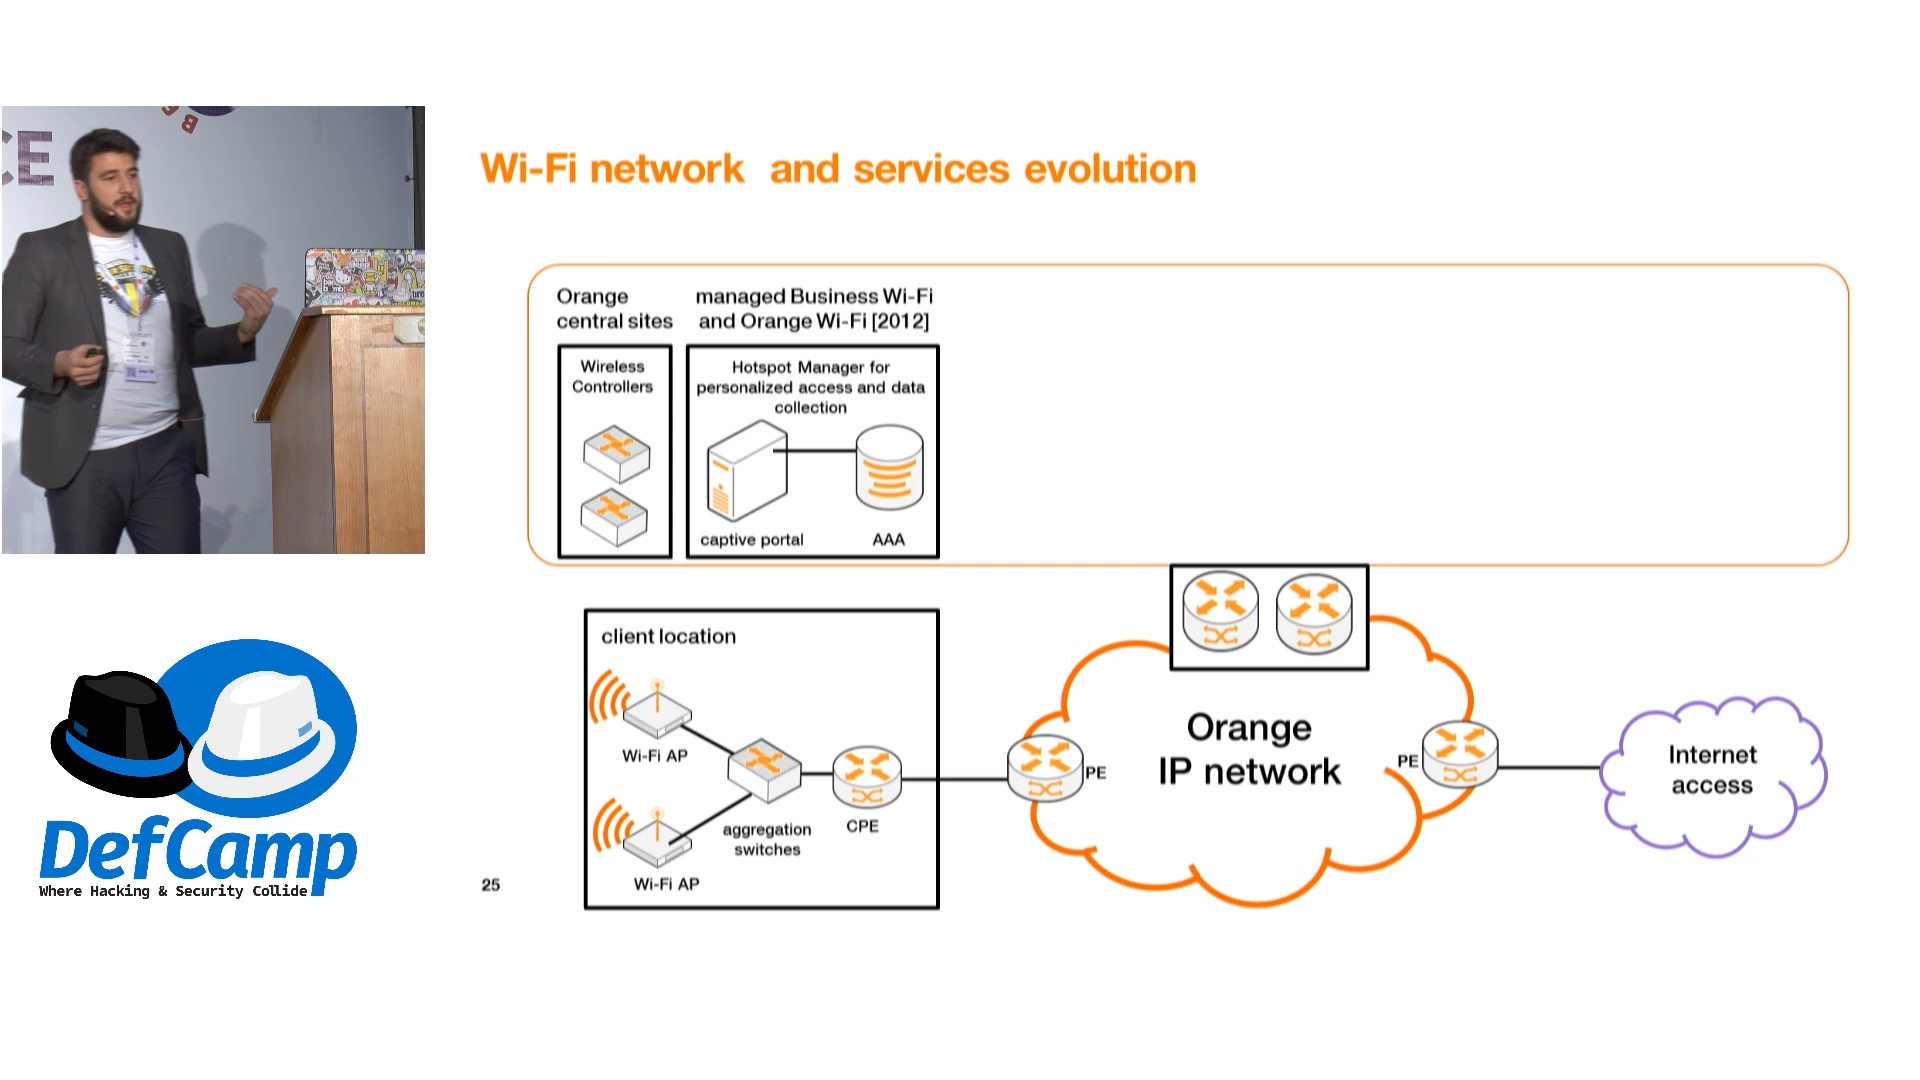 CE
Wi-Fi network and services evolution
Orange
central sites
managed Business Wi-Fi
and Orange Wi-Fi [2012]
Wireless
Controllers
Hotspot Manager for
personalized access and data
collection
captive portal
AAA
client location
Wi-Fi AP
Wi-Fi AP
aggregation
switches
CPE
PE
Orange
IP network
PE
Internet
access
25
DefCamp
Where Hacking & Security Collide